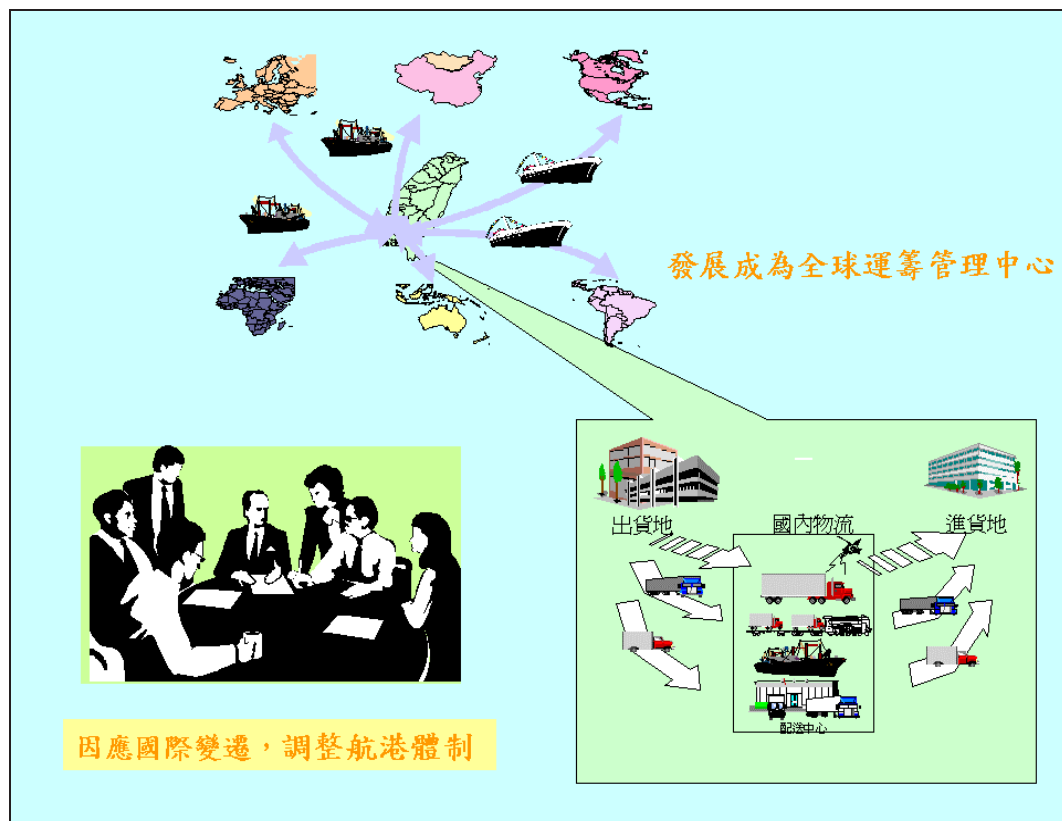 發展成為全球運籌管理中心
出貨地
國內物流
進貨地
配送中心
因應國際變遷，調整航港體制